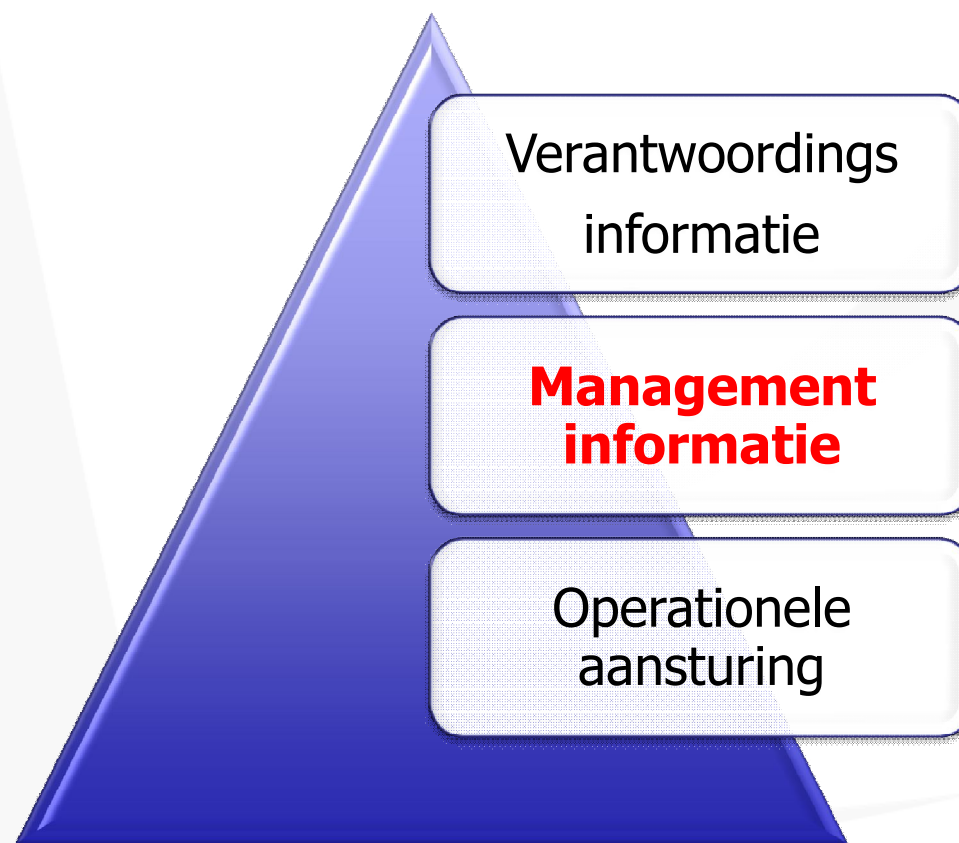 Verantwoordings
informatie
Management
informatie
Operationele
aansturing